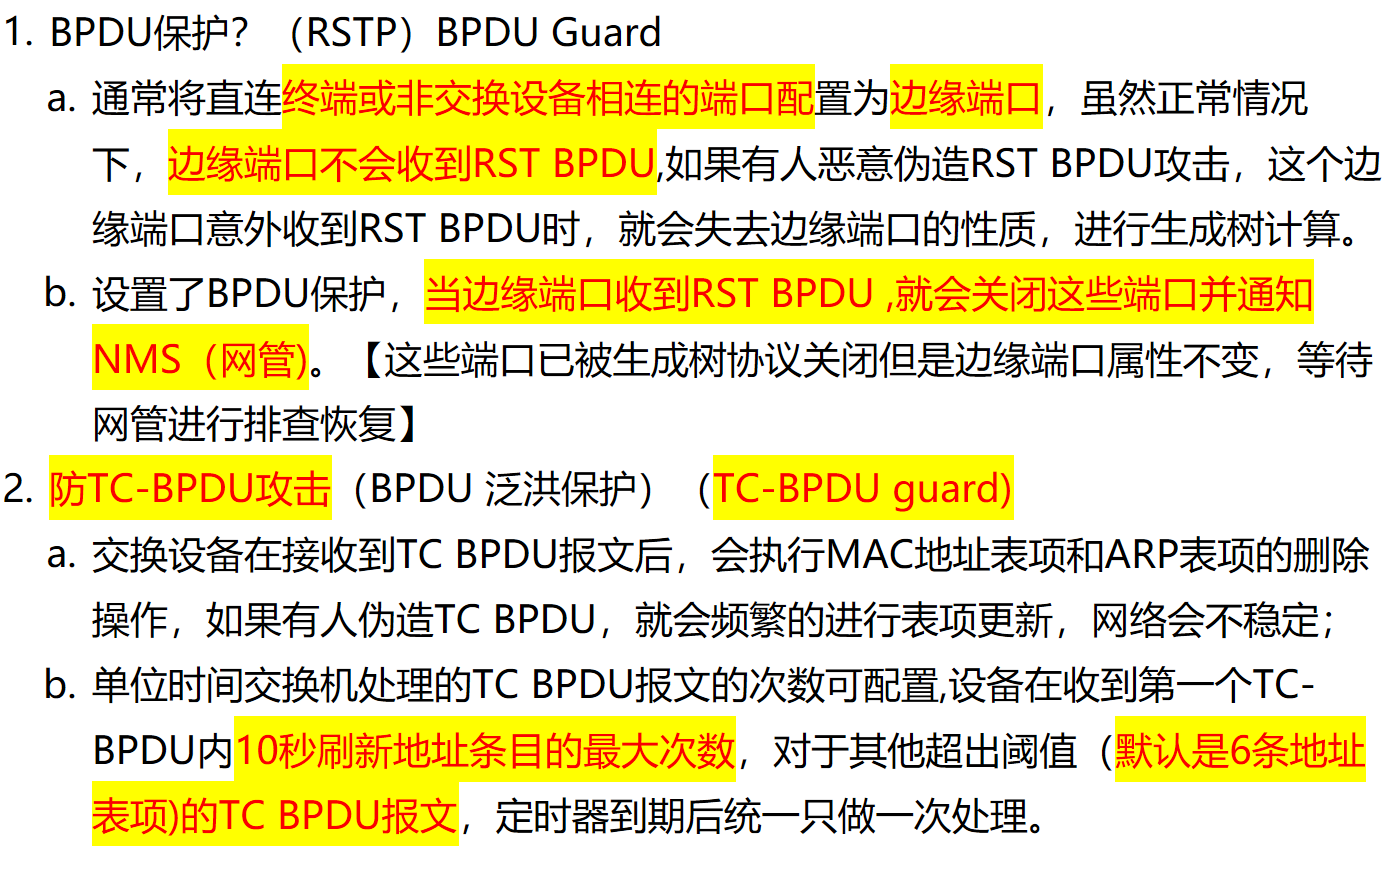 1. BPDU保护？（RSTP）BPDU Guard
a. 通常将直连终端或非交换设备相连的端口配置为边缘端口，虽然正常情况
下，边缘端口不会收到RST BPDU,如果有人恶意伪造RST BPDU攻击，这个边
缘端口意外收到RST BPDU时，就会失去边缘端口的性质，进行生成树计算。
b. 设置了BPDU保护，当边缘端口收到RST BPDU ,就会关闭这些端口并通知
NMS（网管)。【这些端口已被生成树协议关闭但是边缘端口属性不变，等待
网管进行排查恢复】
2. 防TC-BPDU攻击（BPDU 泛洪保护）（TC-BPDU guard)
a. 交换设备在接收到TC BPDU报文后，会执行MAC地址表项和ARP表项的删除
操作，如果有人伪造TC BPDU，就会频繁的进行表项更新，网络会不稳定；
b. 单位时间交换机处理的TC BPDU报文的次数可配置,设备在收到第一个TC-
BPDU内10秒刷新地址条目的最大次数，对于其他超出阈值（默认是6条地址
表项)的TC BPDU报文，定时器到期后统一只做一次处理。